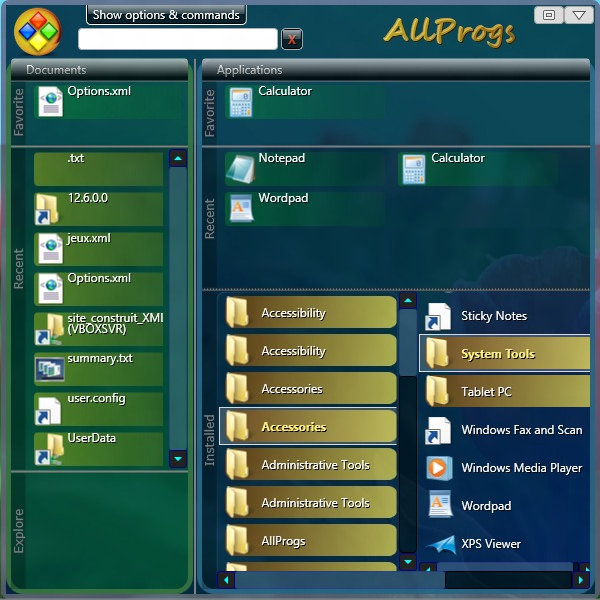 Show options & commands
X
AllProgs
Documents
Favorite
Options.xml
Recent
.txt
12.6.0.0
jeux.xml
Options.xml
site_construit_XMl
(VBOXSVR)
summary.txt
user.config
UserData
Explore
Applications
Favorite
Calculator
Recent
Notepad
Calculator
Wordpad
Installed
Accessibility
Accessibility
Accessories
Accessories
Administrative Tools
Administrative Tools
AllProgs
Sticky Notes
System Tools
Tablet PC
Windows Fax and Scan
Windows Media Player
Wordpad
XPS Viewer